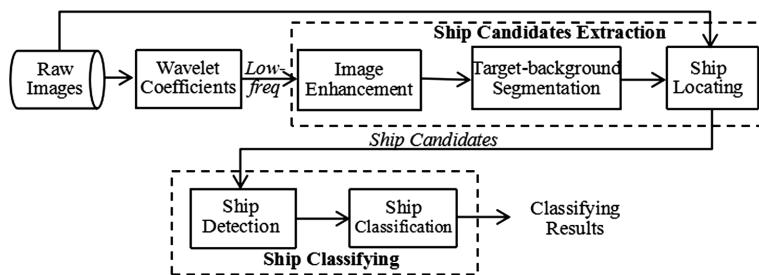 Ship Candidates Extraction
Raw
Images
Wavelet
Coefficients
Low-
freq
Image
Enhancement
Target-background
Segmentation
Ship
Locating
Ship Candidates
Ship
Detection
Ship
Classification
Classifying
Results
Ship Classifying